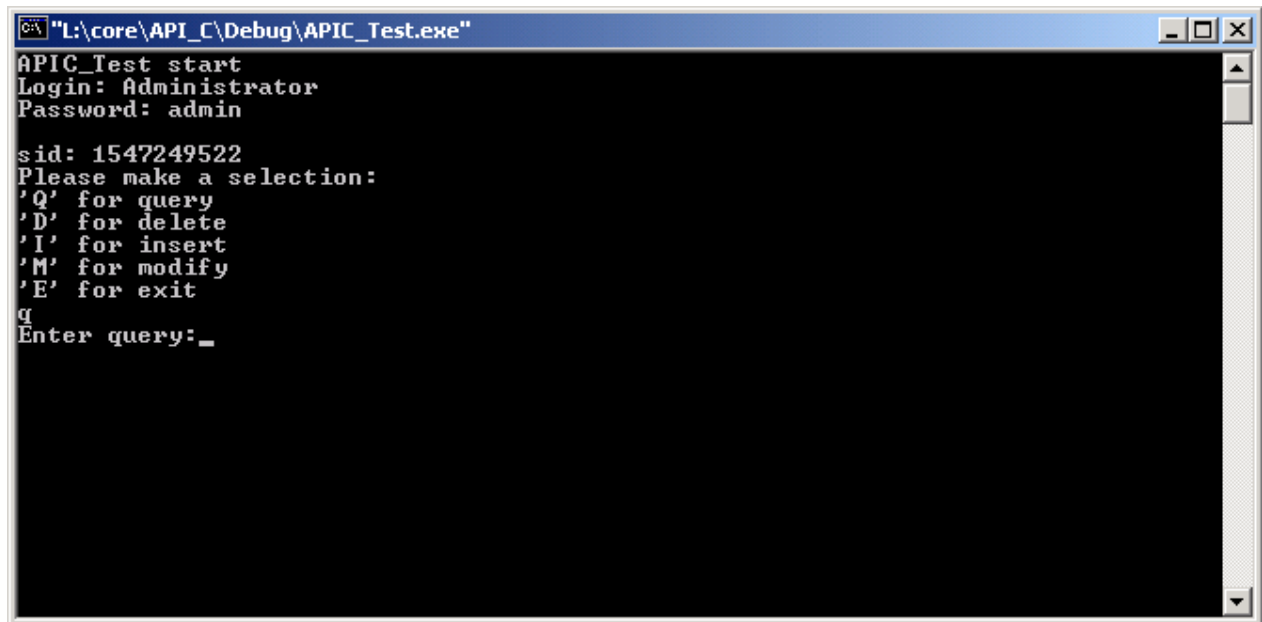 "L:\core\API_C\Debug\APIC_Test.exe"
APIC_Test start
Login: Administrator
Password: admin
sid: 1547249522
Please make a selection:
'Q' for query
'D' for delete
'I' for insert
'M' for modify
'E' for exit
q
Enter query:_